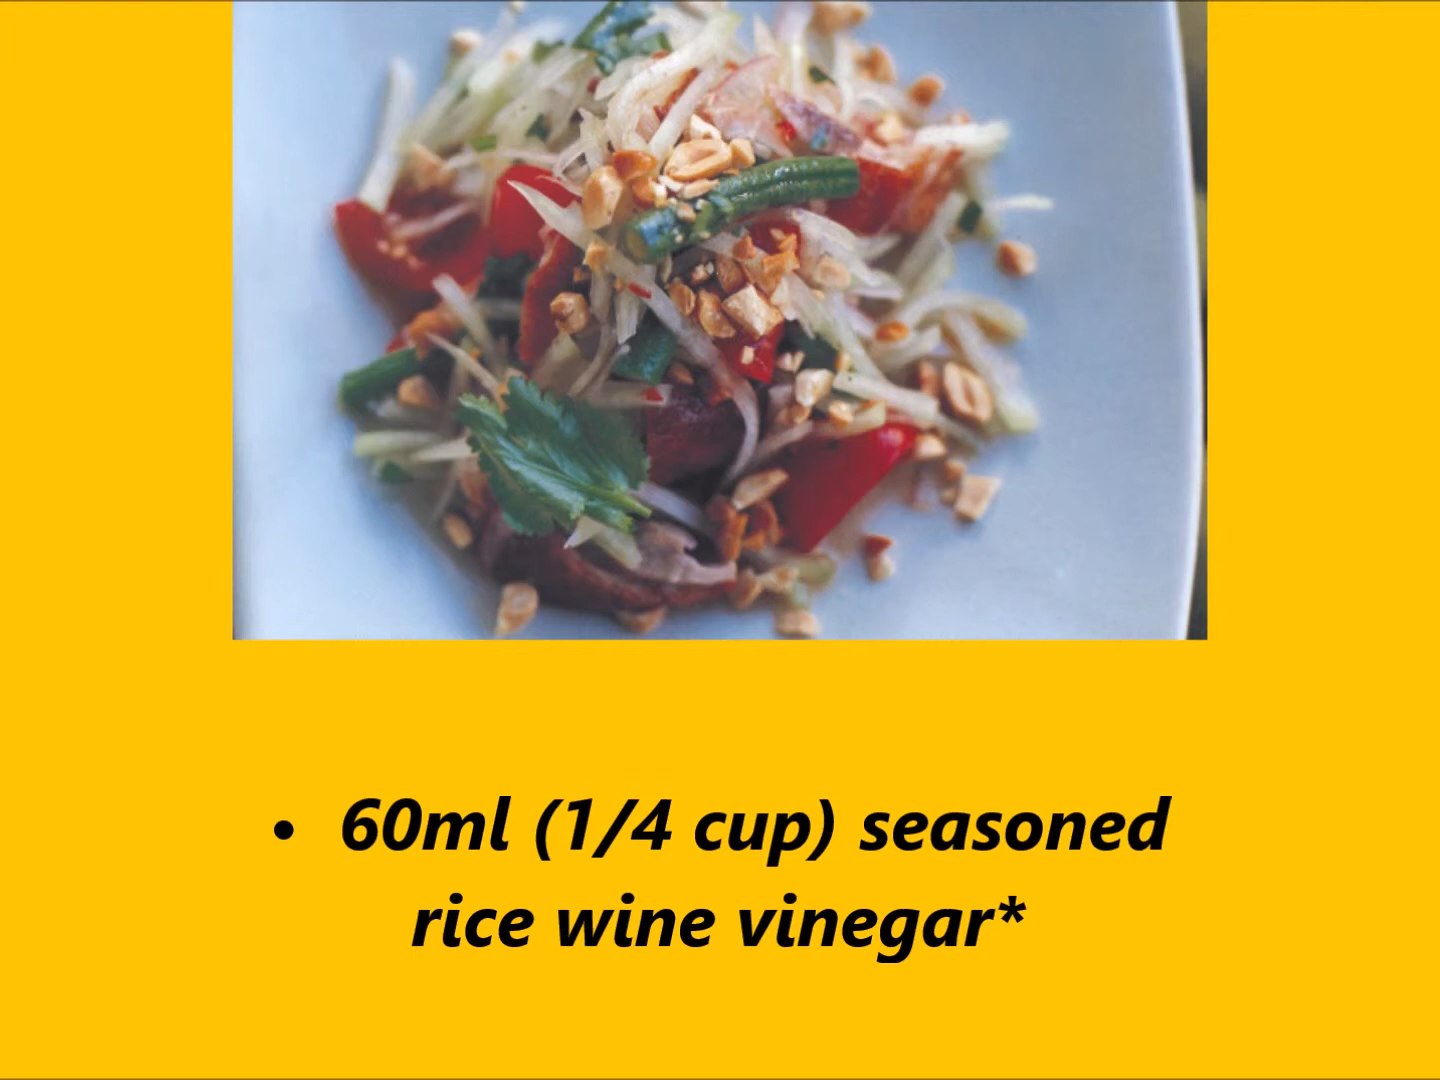 • 60ml (1/4 cup) seasoned
rice wine vinegar*